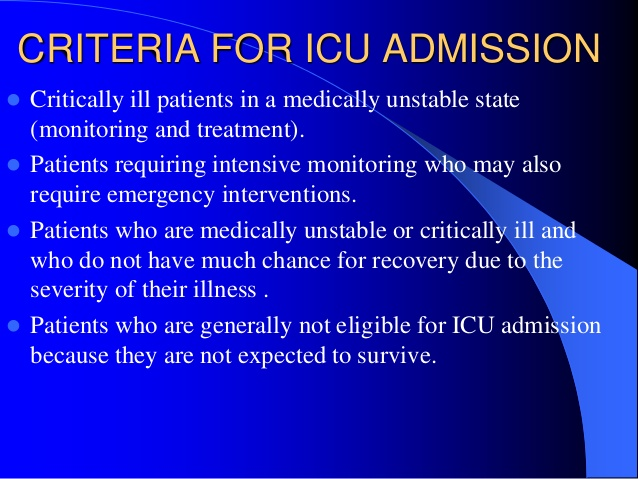 CRITERIA FOR ICU ADMISSION
Critically ill patients in a medically unstable state
(monitoring and treatment).
Patients requiring intensive monitoring who may also
require emergency interventions.
Patients who are medically unstable or critically ill and
who do not have much chance for recovery due to the
severity of their illness .
Patients who are generally not eligible for ICU admission
because they are not expected to survive.